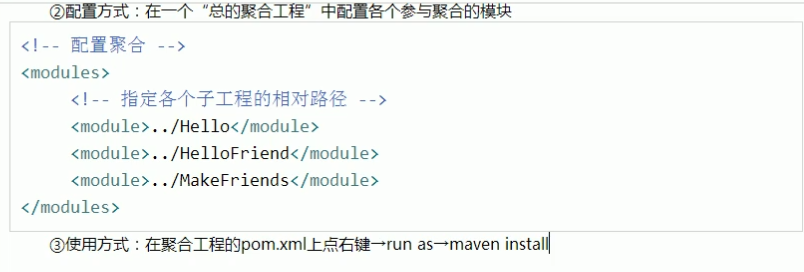 ②配置方式：在一个“总的聚合工程”中配置各个参与聚合的模块
<!-- 配置聚合 -->
<modules>
<!-- 指定各个子工程的相对路径 -->
<module>../Hello</module>
<module>../HelloFriend</module>
<module>../MakeFriends</module>
</modules>
③使用方式：在聚合工程的pom.xml上点右键→run as→maven install